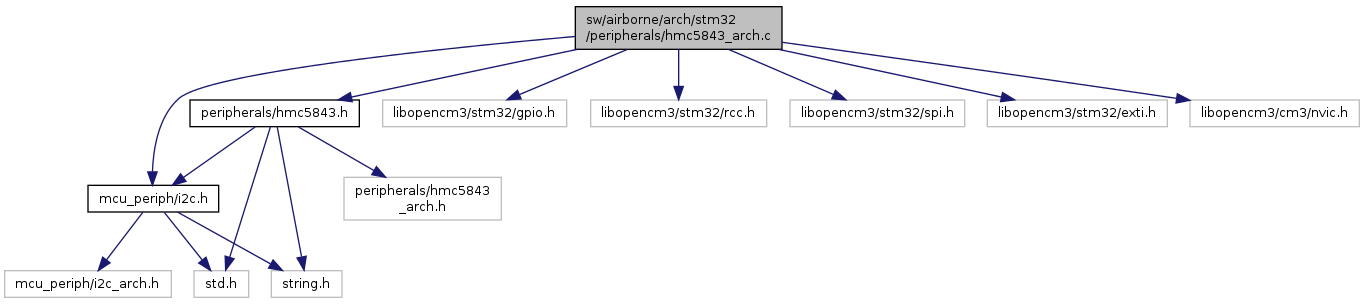 sw/airborne/arch/stm32
/peripherals/hmc5843_arch.c
peripherals/hmc5843.h
libopencm3/stm32/gpio.h
libopencm3/stm32/rcc.h
libopencm3/stm32/spi.h
libopencm3/stm32/exti.h
libopencm3/cm3/nvic.h
mcu_periph/i2c.h
peripherals/hmc5843
_arch.h
mcu_periph/i2c_arch.h
std.h
string.h